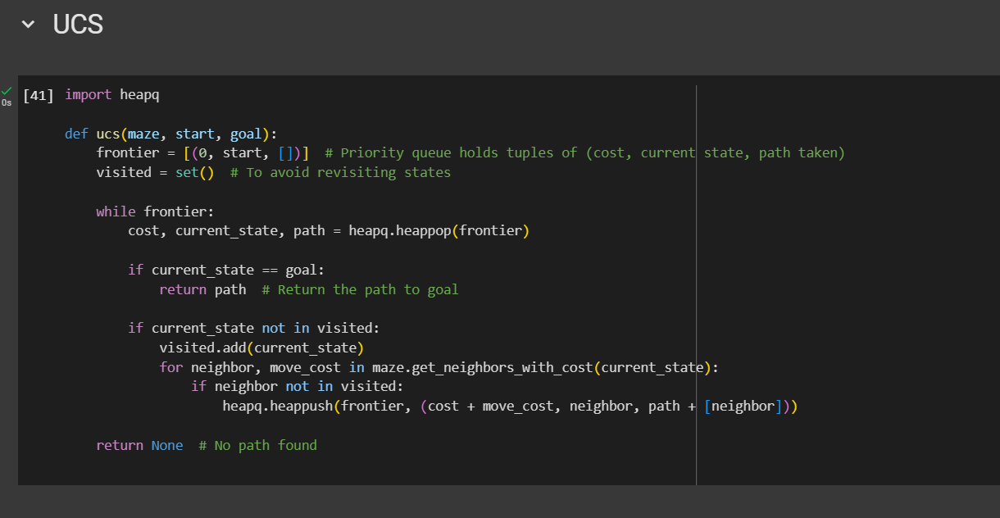 UCS
[41] import heapq
0s
def ucs(maze, start, goal):
    frontier = [(0, start, [])]  # Priority queue holds tuples of (cost, current state, path taken)
    visited = set()  # To avoid revisiting states
    while frontier:
        cost, current_state, path = heapq.heappop(frontier)
        if current_state == goal:
            return path  # Return the path to goal
        if current_state not in visited:
            visited.add(current_state)
            for neighbor, move_cost in maze.get_neighbors_with_cost(current_state):
                if neighbor not in visited:
                    heapq.heappush(frontier, (cost + move_cost, neighbor, path + [neighbor]))
    return None  # No path found